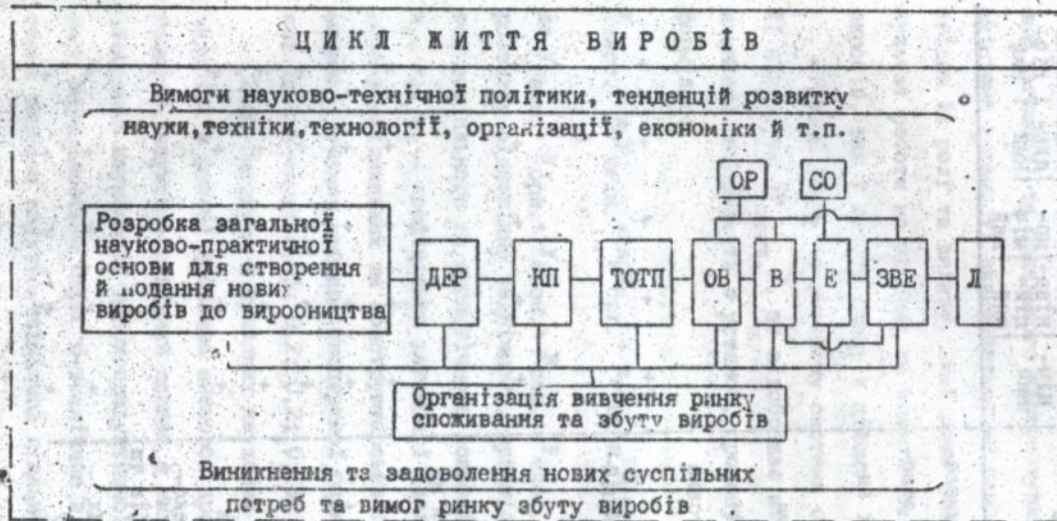 ЦИКЛ ЖИТТЯ ВИРОБІВ
Вимоги науково-технічної політики, тенденцій розвитку
науки,техніки,технології, організації, економіки й т.п.
ОР СО
Розробка загальної
науково-практичної
основи для створення
й подання нових
виробів до виробництва
ДЕР КП ТОТП ОВ В Е ЗВЕ Л
Організація вивчення ринку
споживання та збуту виробів
Виникнення та задоволення нових суспільних
потреб та вимог ринку збуту виробів